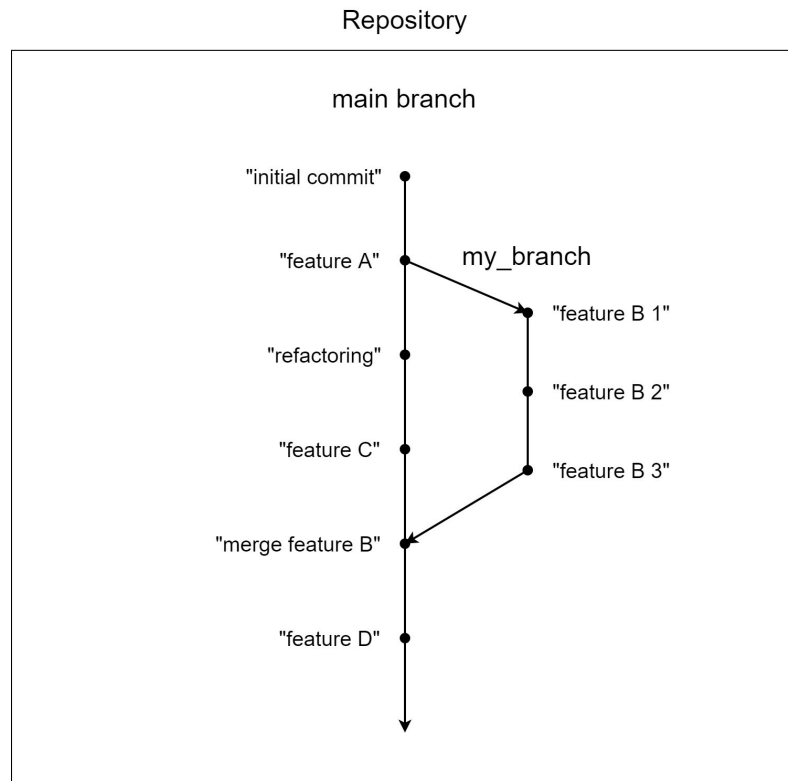 Repository
main branch
"initial commit"
"feature A"
my_branch
"feature B 1"
"refactoring"
"feature B 2"
"feature C"
"feature B 3"
"merge feature B"
"feature D"